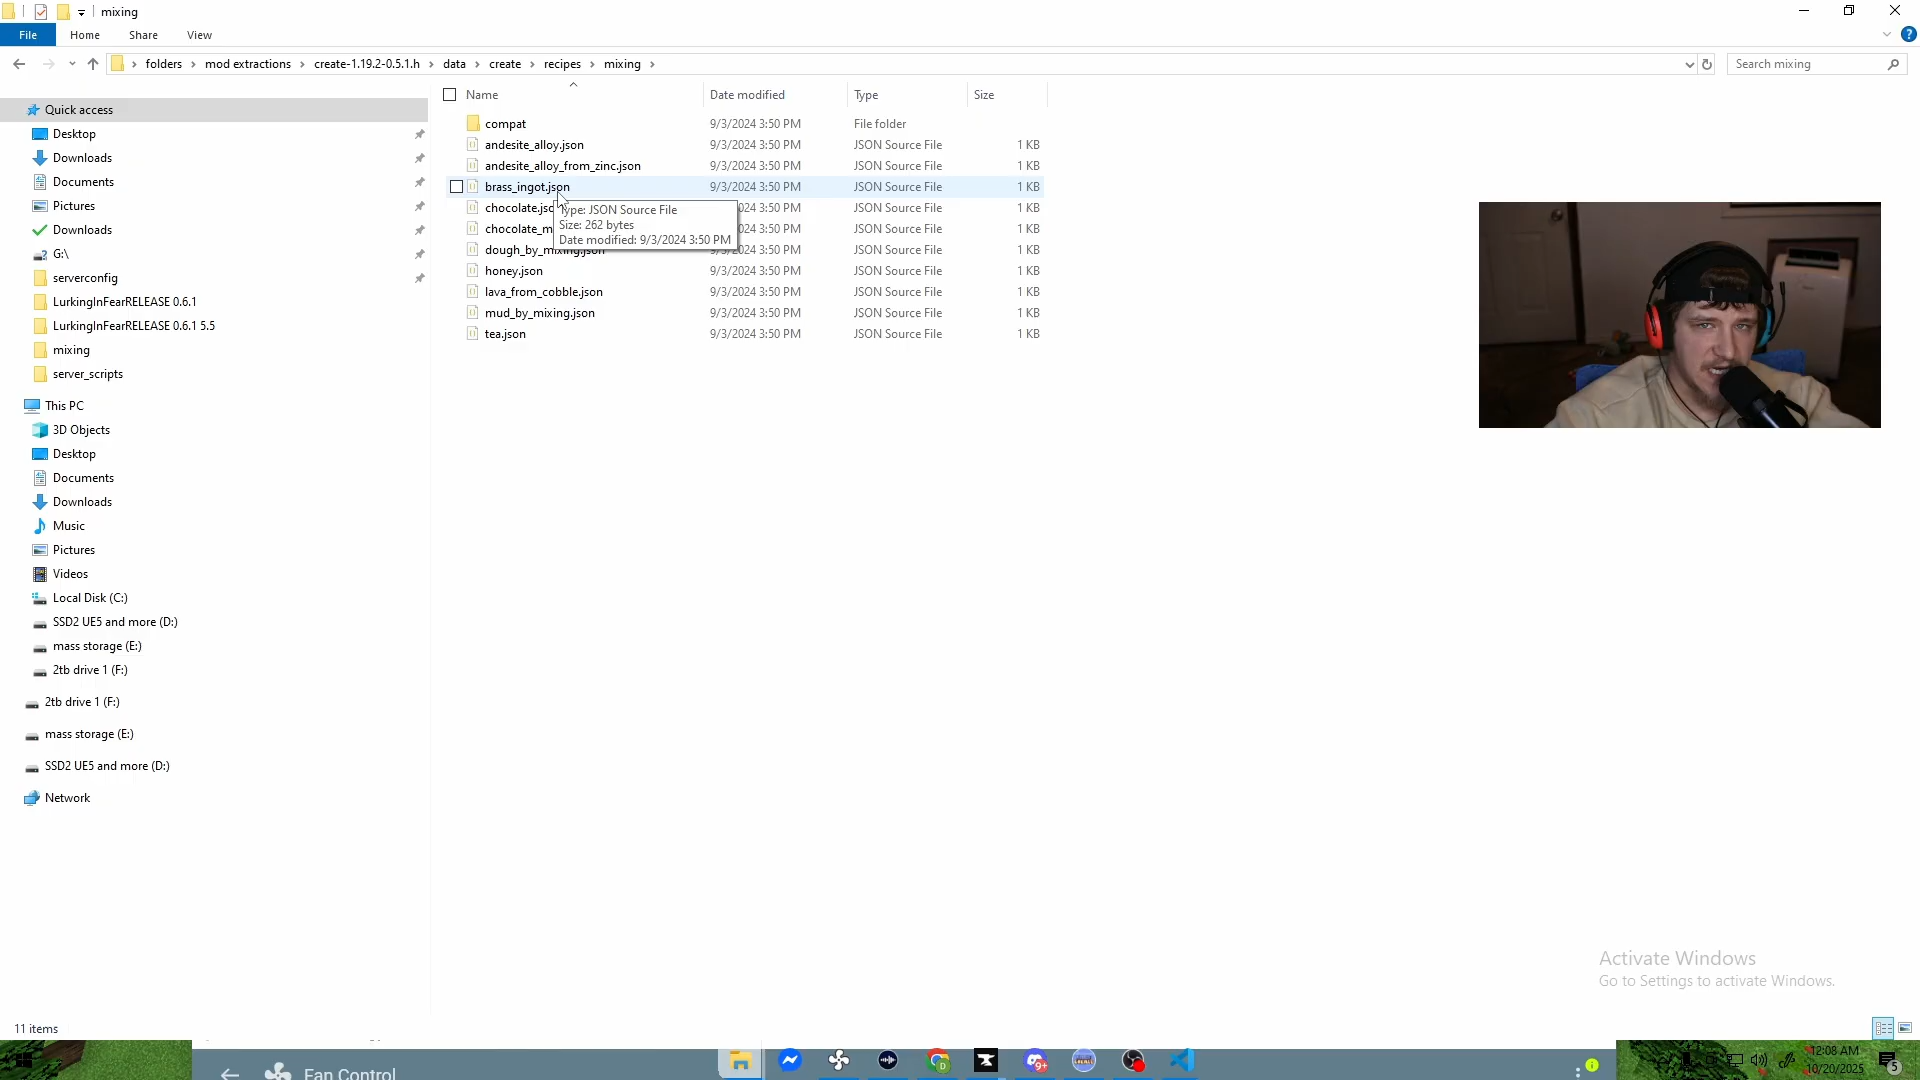 mixing
File Home Share View
folders mod extractions create-1.19.2-0.5.1.h data create recipes mixing Search mixing
Name Date modified Type Size
Quick access
Desktop
Downloads
Documents
Pictures
Downloads
G:\
serverconfig
LurkingInFearRELEASE 0.6.1
LurkingInFearRELEASE 0.6.1 5.5
mixing
server_scripts
This PC
3D Objects
Desktop
Documents
Downloads
Music
Pictures
Videos
Local Disk (C:)
SSD2 UE5 and more (D:)
mass storage (E:)
2tb drive 1 (F:)
2tb drive 1 (F:)
mass storage (E:)
SSD2 UE5 and more (D:)
Network
compat 9/3/2024 3:50 PM File folder
andesite_alloy.json 9/3/2024 3:50 PM JSON Source File 1 KB
andesite_alloy_from_zinc.json 9/3/2024 3:50 PM JSON Source File 1 KB
brass_ingot.json 9/3/2024 3:50 PM JSON Source File 1 KB
chocolate.jso 024 3:50 PM JSON Source File 1 KB
chocolate_m 024 3:50 PM JSON Source File 1 KB
dough_by_mixing.json 9/3/2024 3:50 PM JSON Source File 1 KB
honey.json 9/3/2024 3:50 PM JSON Source File 1 KB
lava_from_cobble.json 9/3/2024 3:50 PM JSON Source File 1 KB
mud_by_mixing.json 9/3/2024 3:50 PM JSON Source File 1 KB
tea.json 9/3/2024 3:50 PM JSON Source File 1 KB
Type: JSON Source File
Size: 262 bytes
Date modified: 9/3/2024 3:50 PM
Activate Windows
Go to Settings to activate Windows.
11 items
Fan Control
12:08 AM
10/20/2025
5